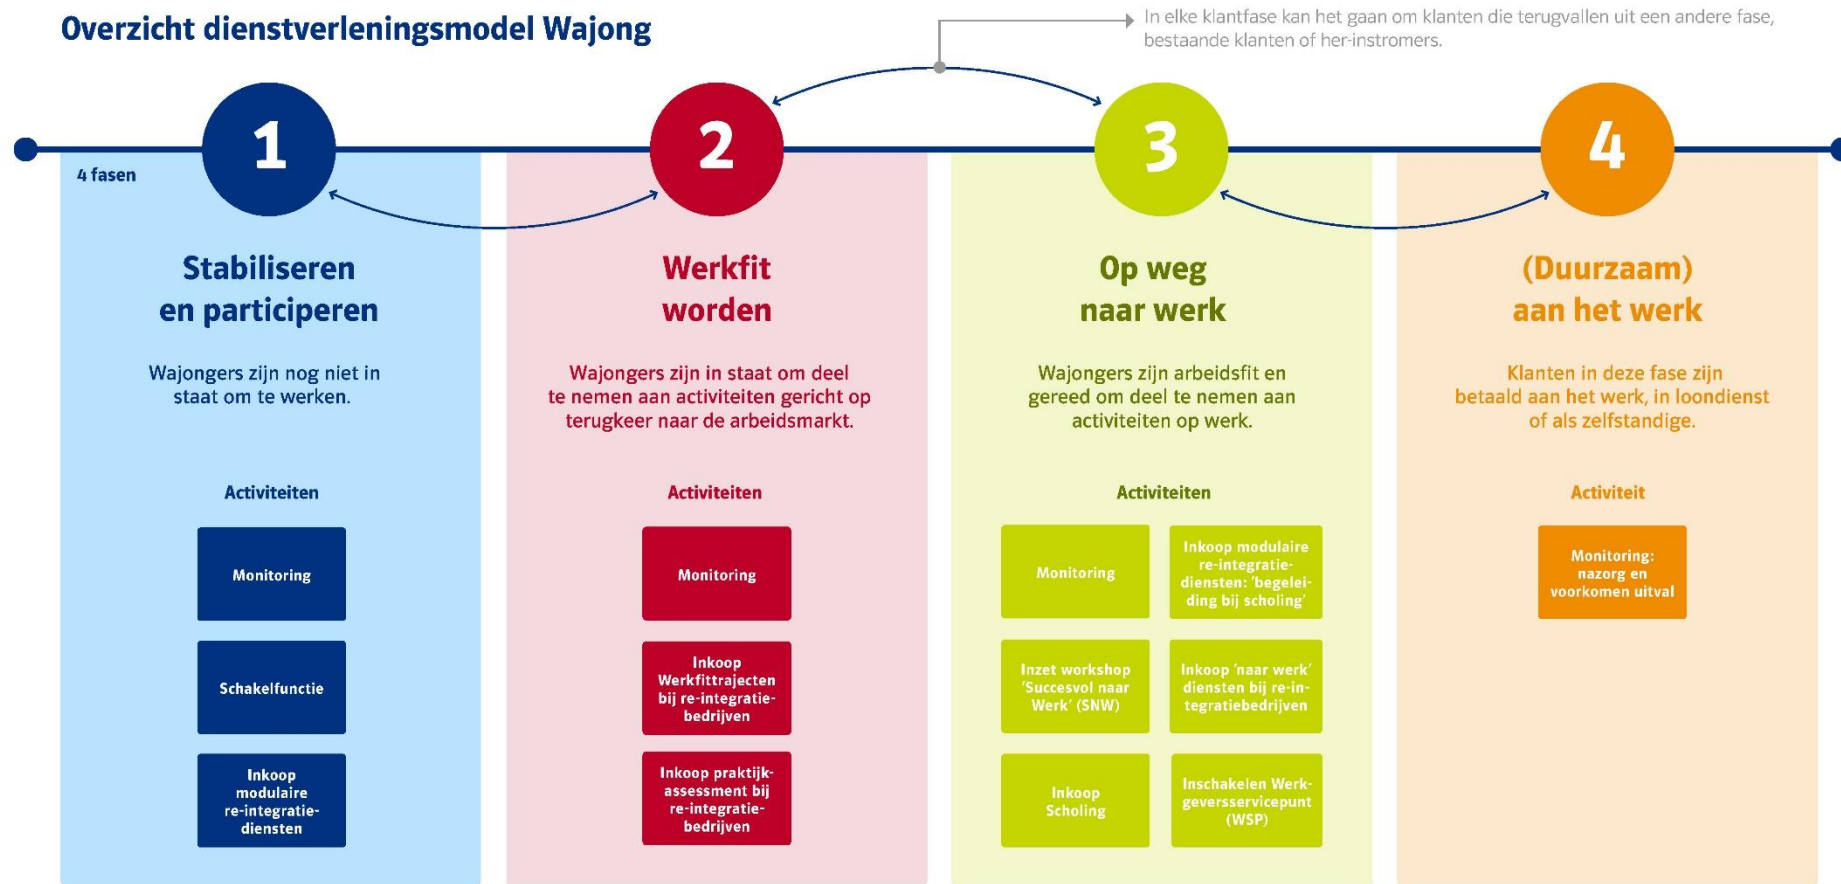 Overzicht dienstverleningsmodel Wajong
In elke klantfase kan het gaan om klanten die terugvallen uit een andere fase,
bestaande klanten of her-instromers.
4 fasen
1
Stabiliseren
en participeren
Wajongers zijn nog niet in
staat om te werken.
Activiteiten
Monitoring
Schakelfunctie
Inkoop
modulaire
re-integratie-
diensten
2
Werkfit
worden
Wajongers zijn in staat om deel
te nemen aan activiteiten gericht op
terugkeer naar de arbeidsmarkt.
Activiteiten
Monitoring
Inkoop
Werkfittrajecten
bij re-integratie-
bedrijven
Inkoop praktijk-
assessment bij
re-integratie-
bedrijven
3
Op weg
naar werk
Wajongers zijn arbeidsfit en
gereed om deel te nemen aan
activiteiten op werk.
Activiteiten
Monitoring
Inkoop modulaire
re-integratie-
diensten: ‘begelei-
ding bij scholing’
Inzet workshop
‘Succesvol naar
Werk’ (SNW)
Inkoop ‘naar werk’
diensten bij re-in-
tegratiebedrijven
Inkoop
Scholing
Inschakelen Werk-
geversservicepunt
(WSP)
4
(Duurzaam)
aan het werk
Klanten in deze fase zijn
betaald aan het werk, in loondienst
of als zelfstandige.
Activiteit
Monitoring:
nazorg en
voorkomen uitval